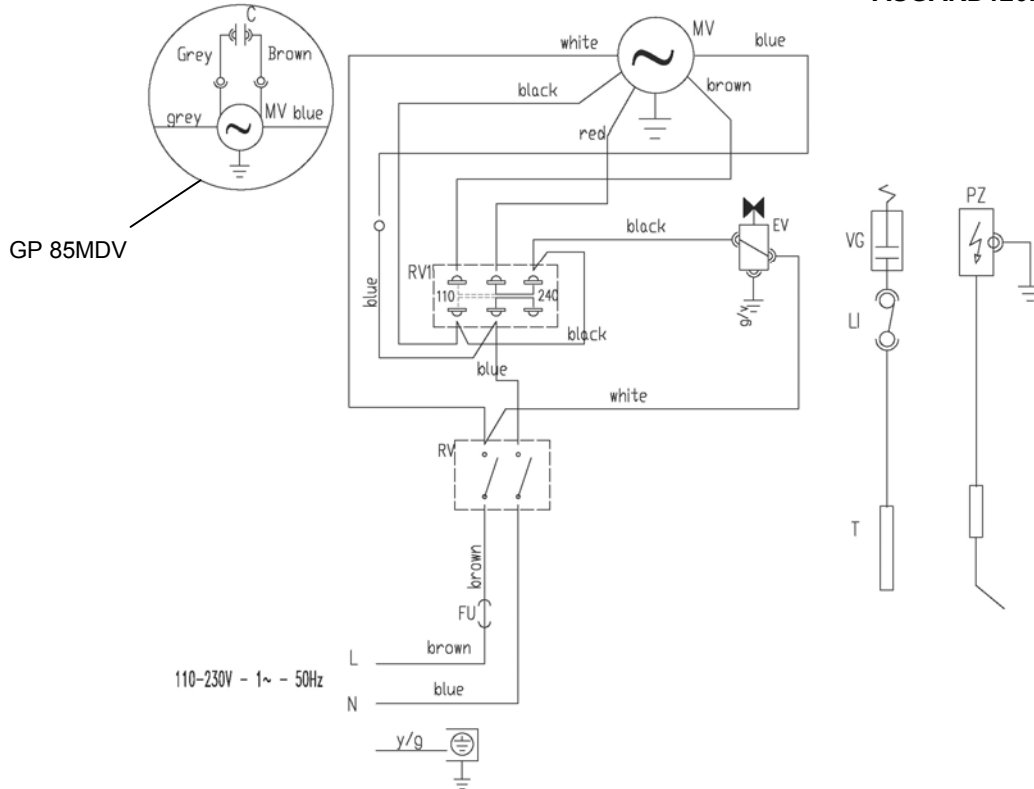 C
Grey
Brown
grey
MV blue
GP 85MDV
white
MV
blue
black
brown
red
black
EV
g/y
blue
RV1
110
240
black
blue
white
RV
brown
FU
L
brown
110-230V - 1~ - 50Hz
N
blue
y/g
VG
LI
T
PZ